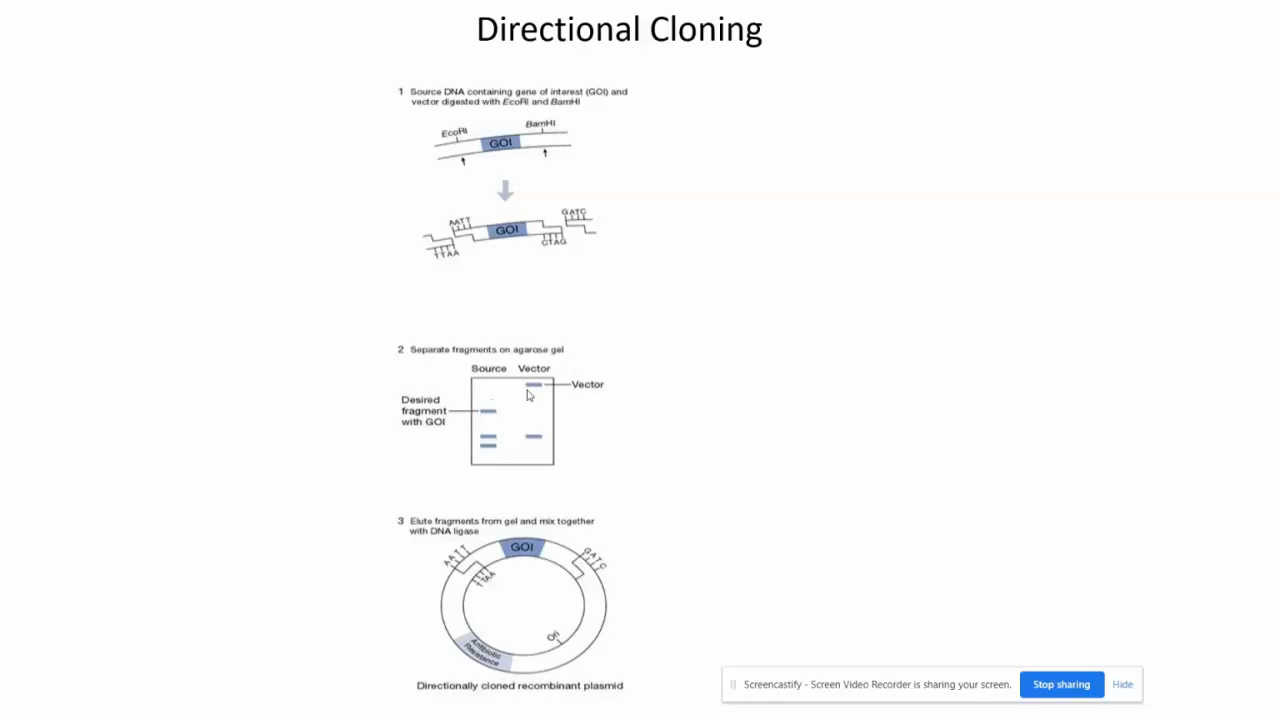 Directional Cloning
1 Source DNA containing gene of interest (GOI) and
vector digested with EcoRI and BamHI
EcoRI
BamHI
GOI
AATT
GATC
GOI
TTAA
CTAG
2 Separate fragments on agarose gel
Source Vector
Vector
Desired
fragment
with GOI
3 Elute fragments from gel and mix together
with DNA ligase
GOI
AATT
GATC
TTAA
Ori
Antibiotic
Resistance
Directionally cloned recombinant plasmid
Screencastify - Screen Video Recorder is sharing your screen.
Stop sharing
Hide